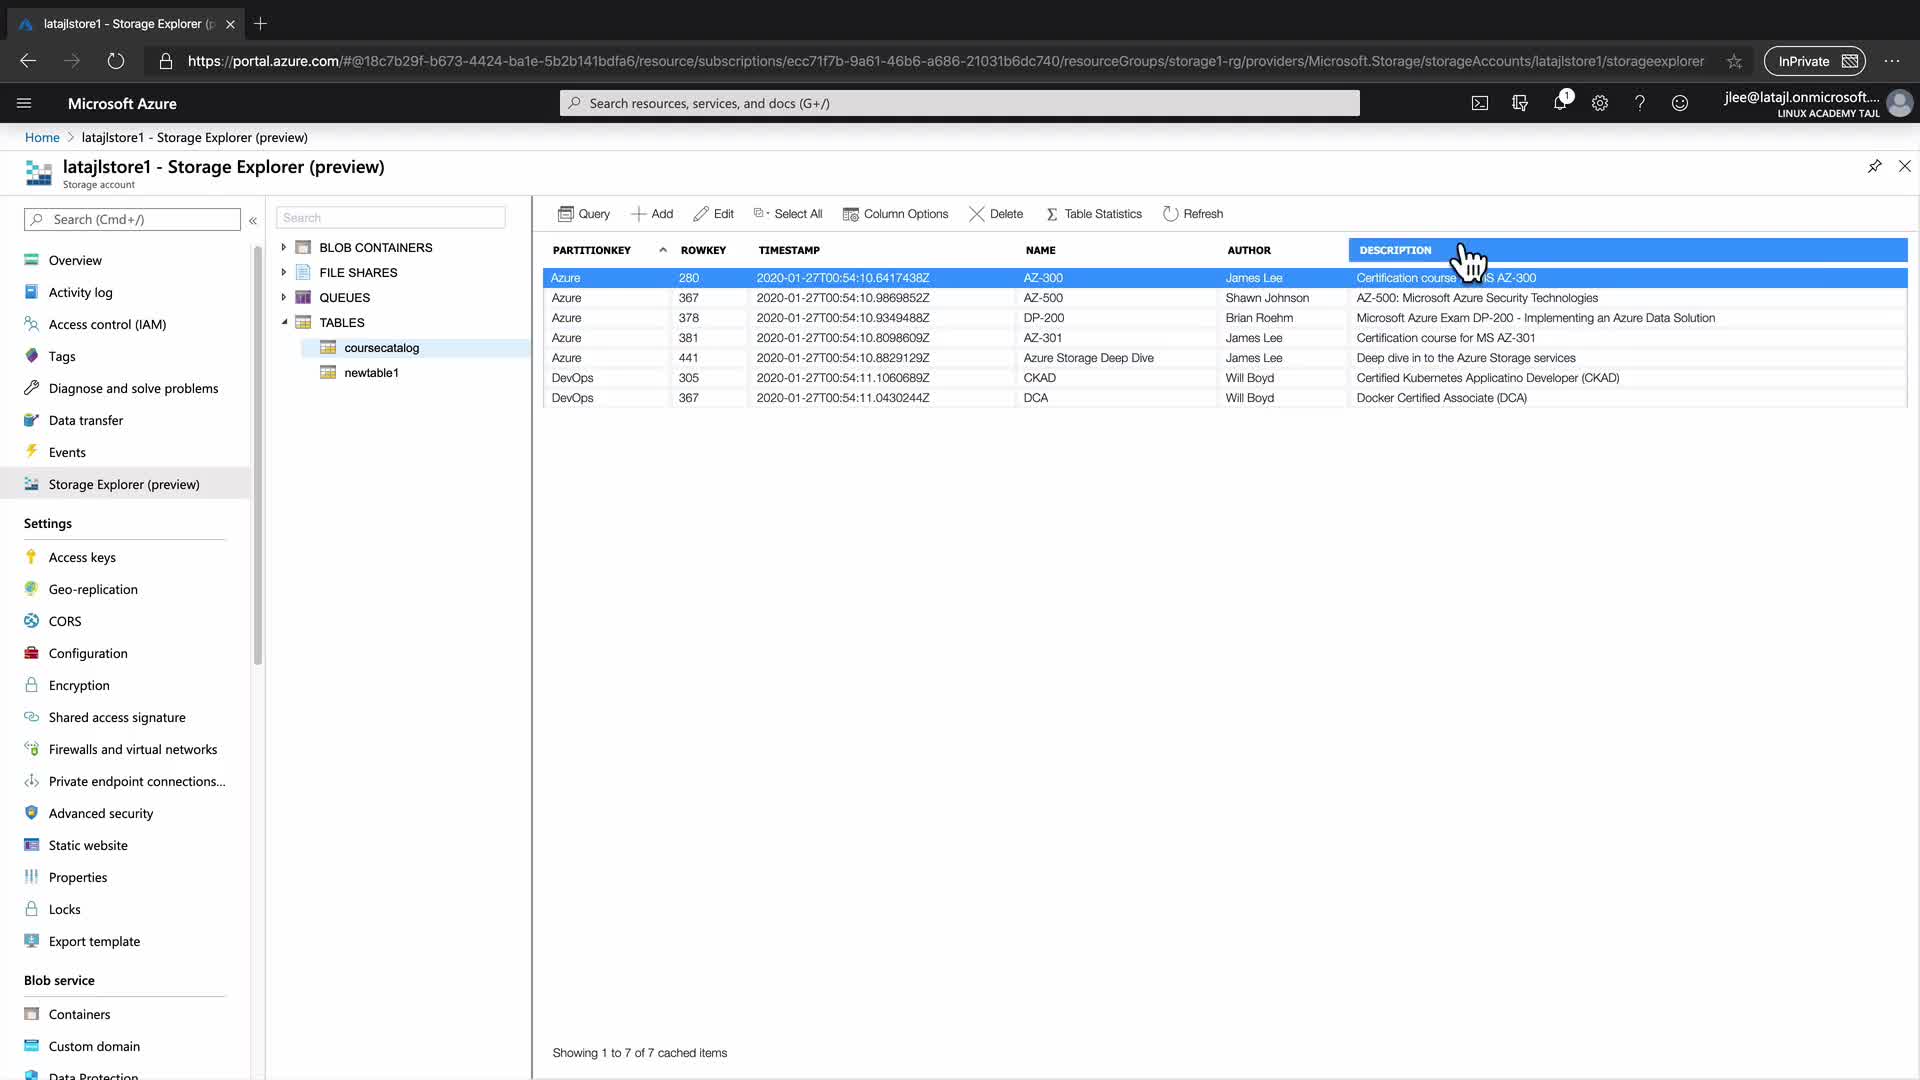 latajlstore1 - Storage Explorer (p
https://portal.azure.com/#@18c7b29f-b673-4424-ba1e-5b2b141bdfa6/resource/subscriptions/ecc71f7b-9a61-46b6-a686-21031b6dc740/resourceGroups/storage1-rg/providers/Microsoft.Storage/storageAccounts/latajlstore1/storageexplorer
InPrivate
Microsoft Azure
Search resources, services, and docs (G+/)
1
jlee@latajl.onmicrosoft....
LINUX ACADEMY TAJL
Home > latajlstore1 - Storage Explorer (preview)
latajlstore1 - Storage Explorer (preview)
Storage account
Search (Cmd+/)
«
Overview
Activity log
Access control (IAM)
Tags
Diagnose and solve problems
Data transfer
Events
Storage Explorer (preview)
Settings
Access keys
Geo-replication
CORS
Configuration
Encryption
Shared access signature
Firewalls and virtual networks
Private endpoint connections...
Advanced security
Static website
Properties
Locks
Export template
Blob service
Containers
Custom domain
Data Protection
Search
BLOB CONTAINERS
FILE SHARES
QUEUES
TABLES
coursecatalog
newtable1
Query Add Edit Select All Column Options Delete Table Statistics Refresh
PARTITIONKEY ROWKEY TIMESTAMP NAME AUTHOR DESCRIPTION
Azure 280 2020-01-27T00:54:10.6417438Z AZ-300 James Lee Certification course MS AZ-300
Azure 367 2020-01-27T00:54:10.9869852Z AZ-500 Shawn Johnson AZ-500: Microsoft Azure Security Technologies
Azure 378 2020-01-27T00:54:10.9349488Z DP-200 Brian Roehm Microsoft Azure Exam DP-200 - Implementing an Azure Data Solution
Azure 381 2020-01-27T00:54:10.8098609Z AZ-301 James Lee Certification course for MS AZ-301
Azure 441 2020-01-27T00:54:10.8829129Z Azure Storage Deep Dive James Lee Deep dive in to the Azure Storage services
DevOps 305 2020-01-27T00:54:11.1060689Z CKAD Will Boyd Certified Kubernetes Applicatino Developer (CKAD)
DevOps 367 2020-01-27T00:54:11.0430244Z DCA Will Boyd Docker Certified Associate (DCA)
Showing 1 to 7 of 7 cached items